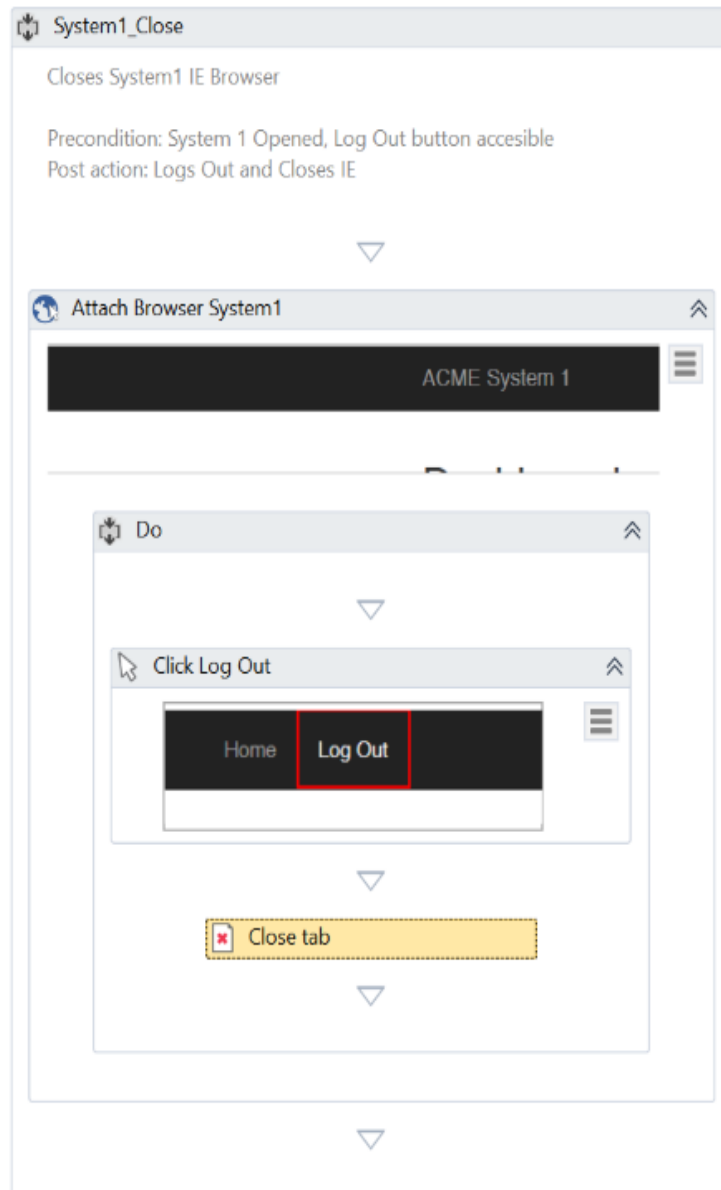 System1_Close
Closes System1 IE Browser
Precondition: System 1 Opened, Log Out button accesible
Post action: Logs Out and Closes IE
Attach Browser System1
ACME System 1
Do
Click Log Out
Home Log Out
Close tab